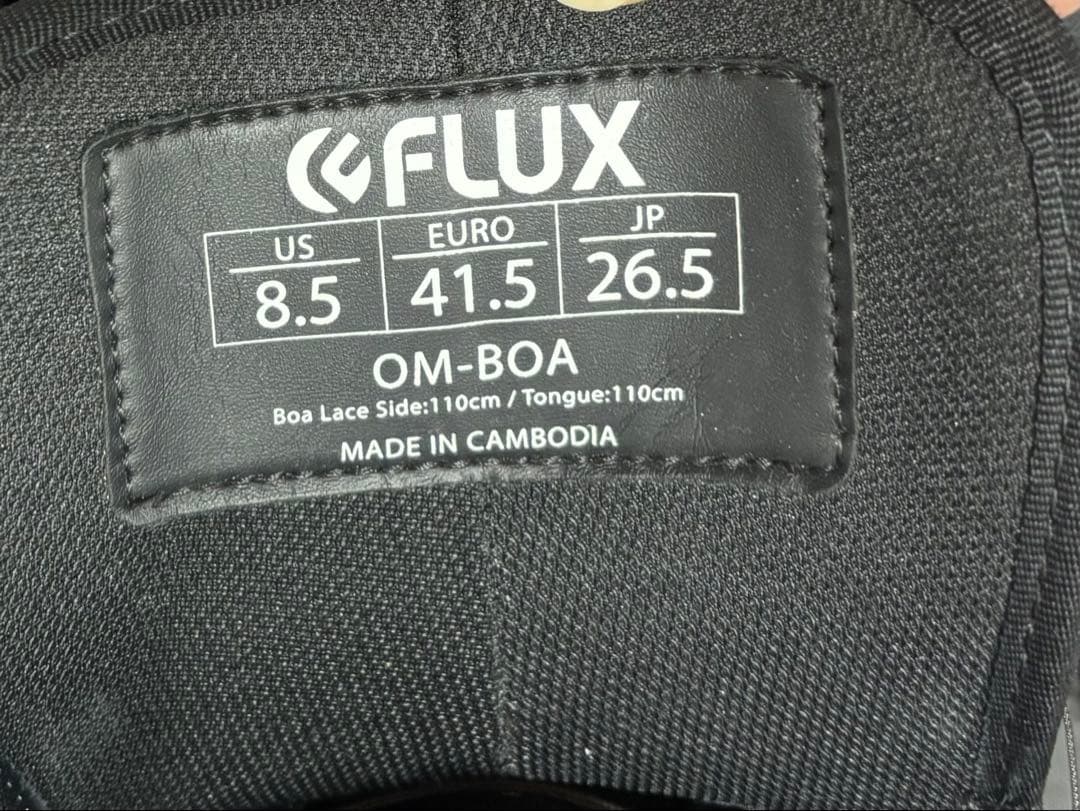 FLUX
US EURO JP
8.5 41.5 26.5
OM-BOA
Boa Lace Side:110cm / Tongue:110cm
MADE IN CAMBODIA